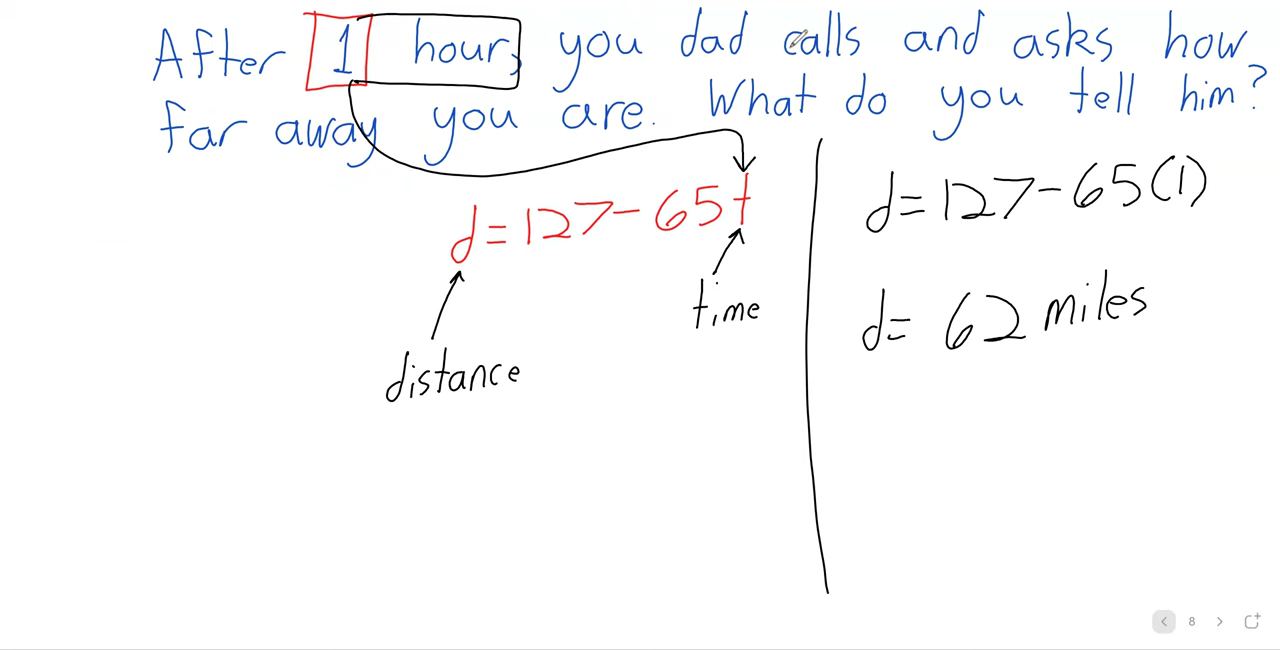 After 1 hour, you dad calls and asks how
far away you are. What do you tell him?
d=127-65t
time
distance
d=127-65(1)
d= 62 miles
8